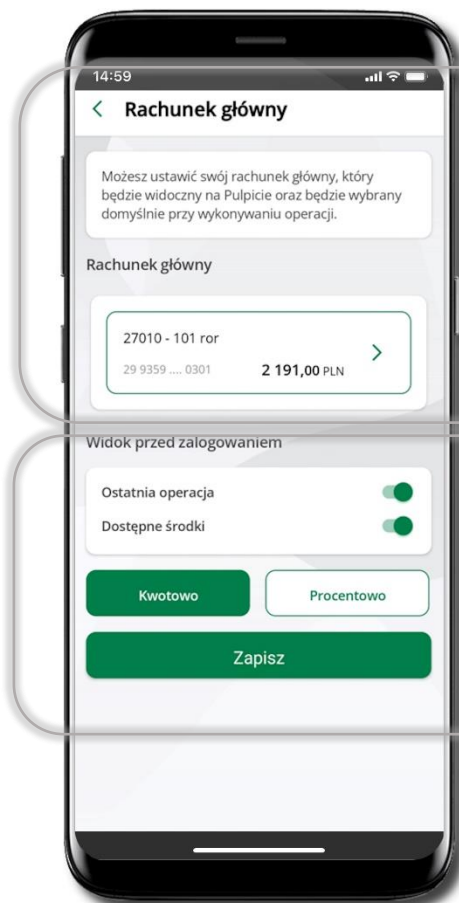 14:59
Rachunek główny
Możesz ustawić swój rachunek główny, który
będzie widoczny na Pulpicie oraz będzie wybrany
domyślnie przy wykonywaniu operacji.
Rachunek główny
27010 - 101 ror
29 9359 .... 0301 2 191,00 PLN
Widok przed zalogowaniem
Ostatnia operacja
Dostępne środki
Kwotowo Procentowo
Zapisz